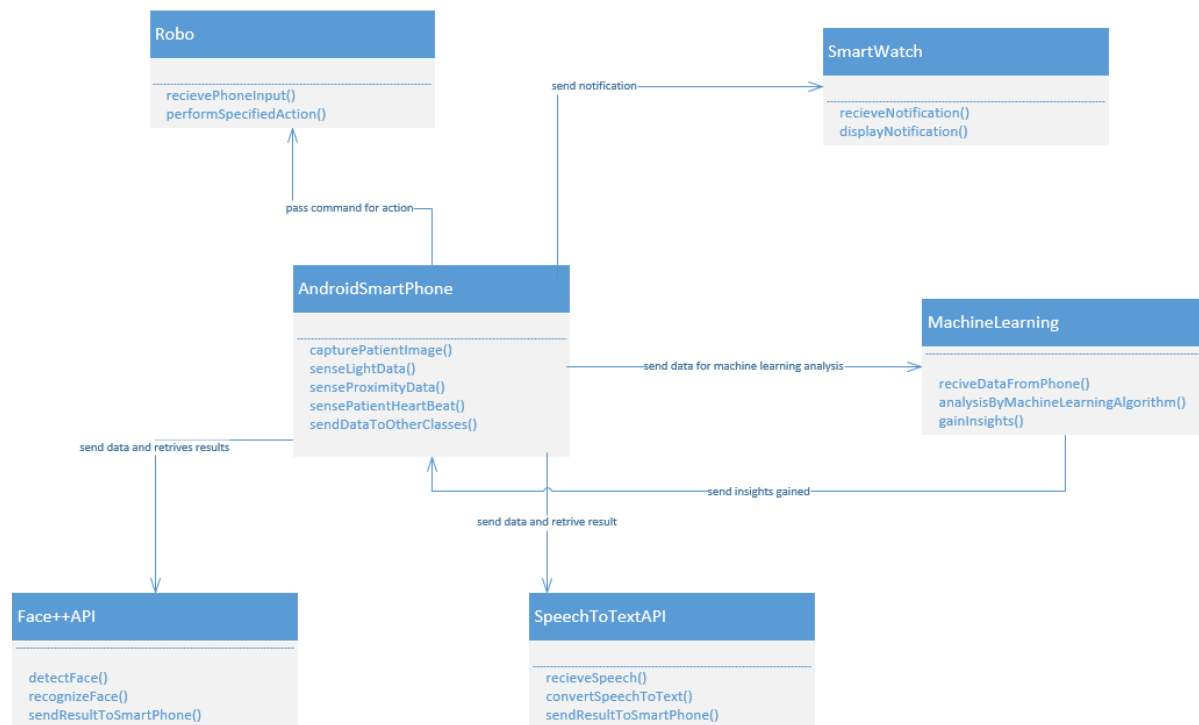 Robo
recievePhoneInput()
performSpecifiedAction()
SmartWatch
recieveNotification()
displayNotification()
send notification
pass command for action
AndroidSmartPhone
capturePatientImage()
senseLightData()
senseProximityData()
sensePatientHeartBeat()
sendDataToOtherClasses()
send data for machine learning analysis
MachineLearning
reciveDataFromPhone()
analysisByMachineLearningAlgorithm()
gainInsights()
send data and retrives results
send insights gained
send data and retrive result
Face++API
detectFace()
recognizeFace()
sendResultToSmartPhone()
SpeechToTextAPI
recieveSpeech()
convertSpeechToText()
sendResultToSmartPhone()